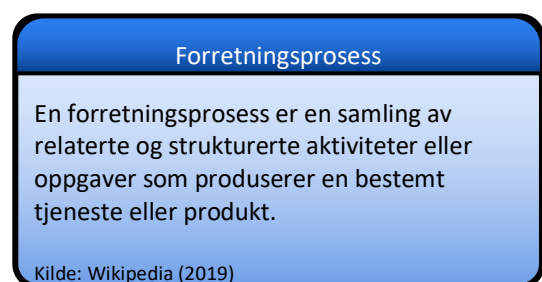 Forretningsprosess
En forretningsprosess er en samling av
relaterte og strukturerte aktiviteter eller
oppgaver som produserer en bestemt
tjeneste eller produkt.
Kilde: Wikipedia (2019)